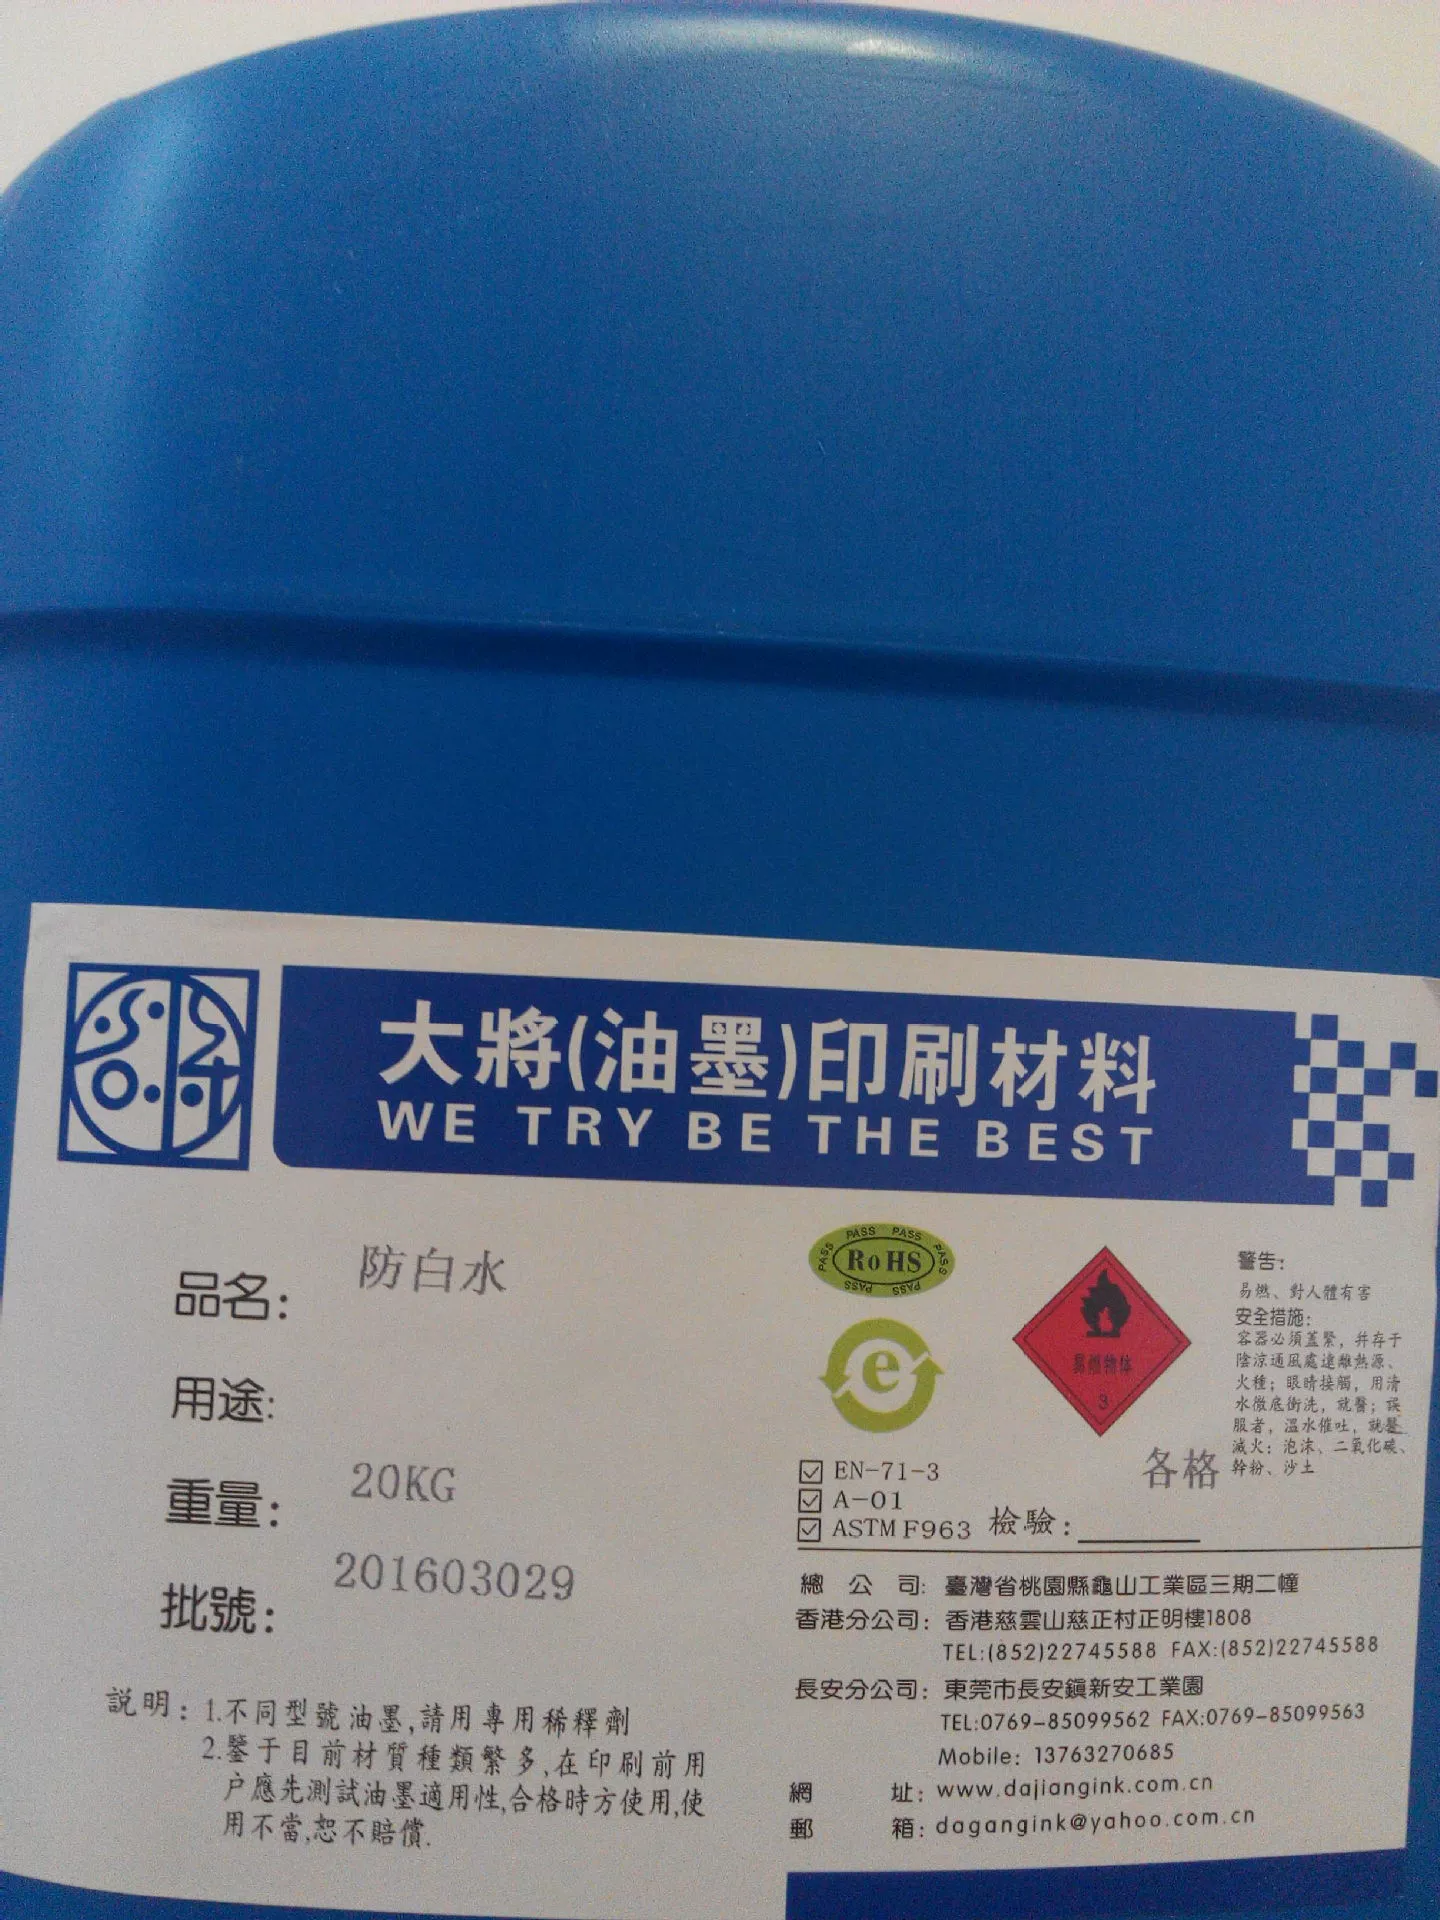 大將(油墨)印刷材料
WE TRY BE THE BEST
品名: 防白水
用途:
重量: 20KG
批號: 201603029
説明: 1.不同型號油墨,請用專用稀釋劑
2.鑒于目前材質種類繁多,在印刷前用
户應先測試油墨適用性,合格時方使用,使
用不當,恕不賠償.
PASS PASS PASS PASS PASS PASS
RoHS
e
易燃物体
3
警告:
易燃、對人體有害
安全措施:
容器必須蓋緊，并存于
陰涼通風處遠離熱源、
火種；眼睛接觸，用清
水徹底衝洗，就醫；誤
服者，溫水催吐，就醫
滅火：泡沫、二氧化碳、
幹粉、沙土
EN-71-3
A-01
ASTM F963 檢驗: 各格
總公司: 臺灣省桃園縣龜山工業區三期二幢
香港分公司: 香港慈雲山慈正村正明樓1808
TEL:(852)22745588 FAX:(852)22745588
長安分公司: 東莞市長安鎮新安工業園
TEL:0769-85099562 FAX:0769-85099563
Mobile: 13763270685
網址: www.dajiangink.com.cn
郵箱: dagangink@yahoo.com.cn